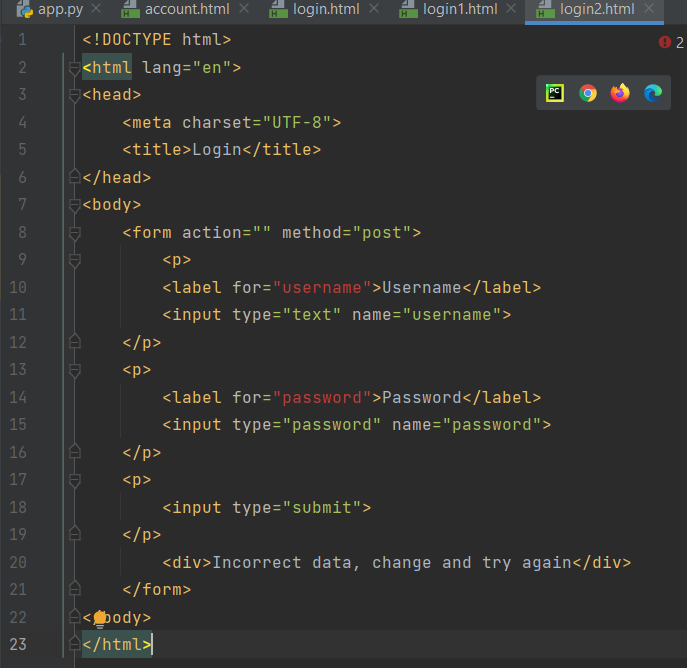 app.py account.html login.html login1.html login2.html
1 <!DOCTYPE html>
2
2 <html lang="en">
3 <head>
4 <meta charset="UTF-8">
5 <title>Login</title>
6 </head>
7 <body>
8 <form action="" method="post">
9 <p>
10 <label for="username">Username</label>
11 <input type="text" name="username">
12 </p>
13 <p>
14 <label for="password">Password</label>
15 <input type="password" name="password">
16 </p>
17 <p>
18 <input type="submit">
19 </p>
20 <div>Incorrect data, change and try again</div>
21 </form>
22 </body>
23 </html>